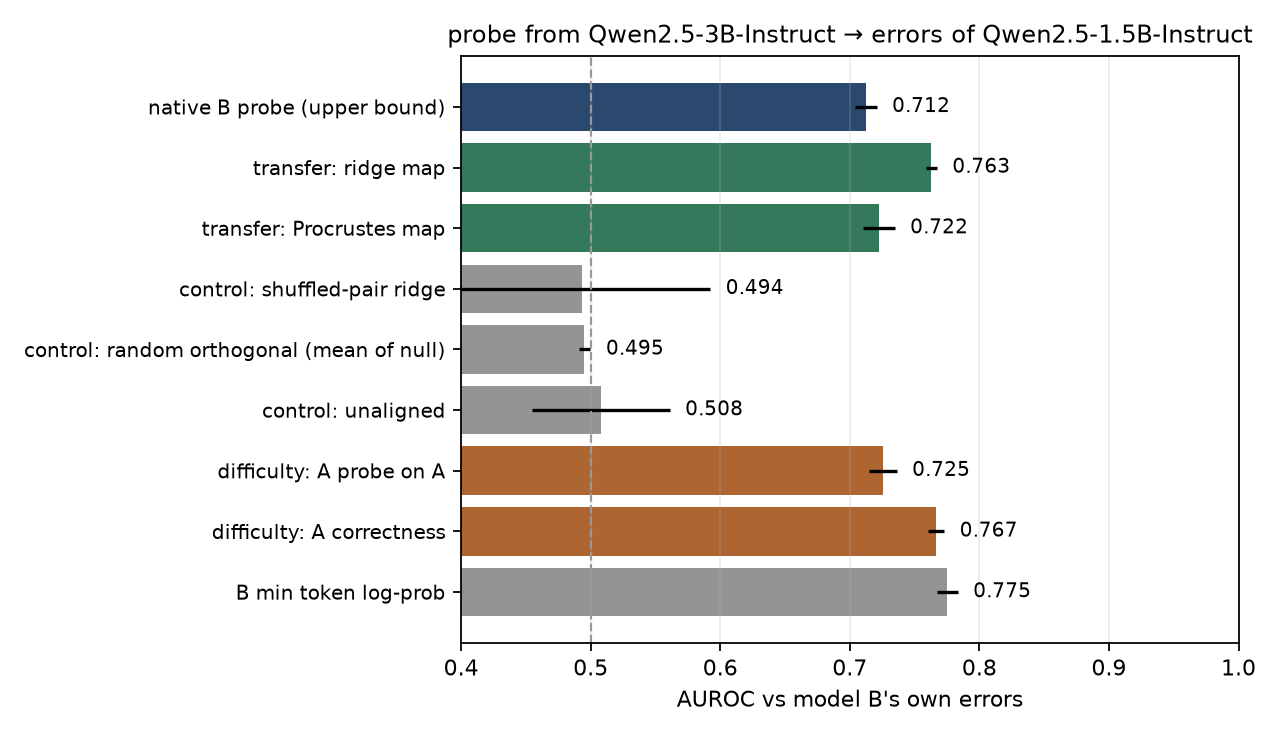 probe from Qwen2.5-3B-Instruct → errors of Qwen2.5-1.5B-Instruct
native B probe (upper bound) 0.712
transfer: ridge map 0.763
transfer: Procrustes map 0.722
control: shuffled-pair ridge 0.494
control: random orthogonal (mean of null) 0.495
control: unaligned 0.508
difficulty: A probe on A 0.725
difficulty: A correctness 0.767
B min token log-prob 0.775
0.4 0.5 0.6 0.7 0.8 0.9 1.0
AUROC vs model B's own errors